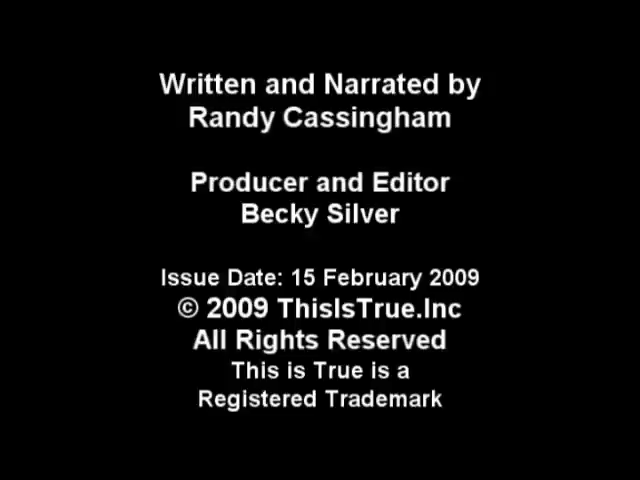 Written and Narrated by
Randy Cassingham
Producer and Editor
Becky Silver
Issue Date: 15 February 2009
© 2009 ThisIsTrue.Inc
All Rights Reserved
This is True is a
Registered Trademark